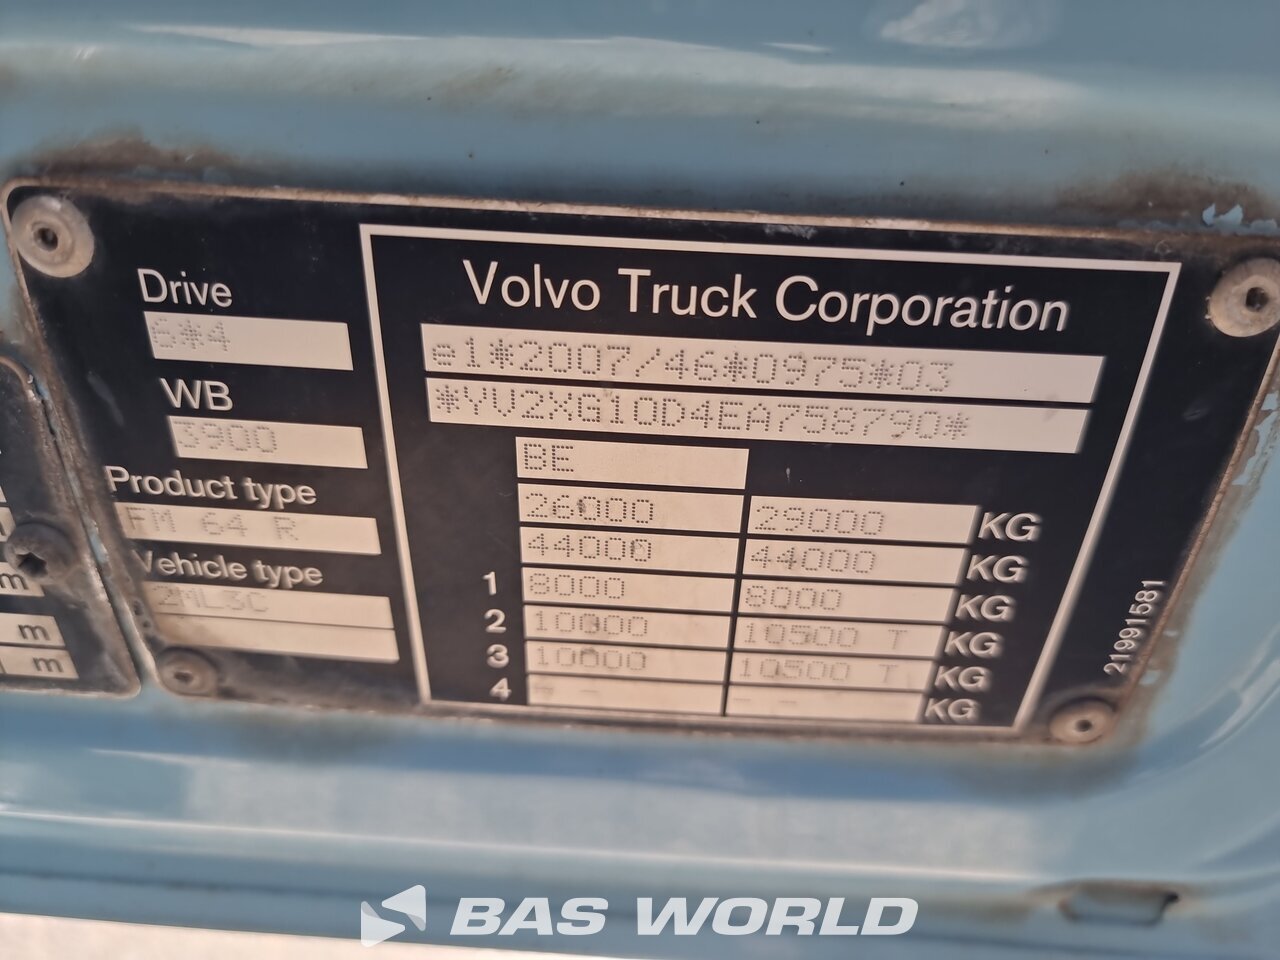 Drive
6*4
WB
3900
Product type
FM 64 R
Vehicle type
2ML3C
Volvo Truck Corporation
e1*2007/46*0975*03
*YV2XG10D4EA758790*
BE
26000 29000 KG
44000 44000 KG
1 8000 8000 KG
2 10000 10500 T KG
3 10000 10500 T KG
4 - - - - KG
21991581
m
m
m
BAS WORLD